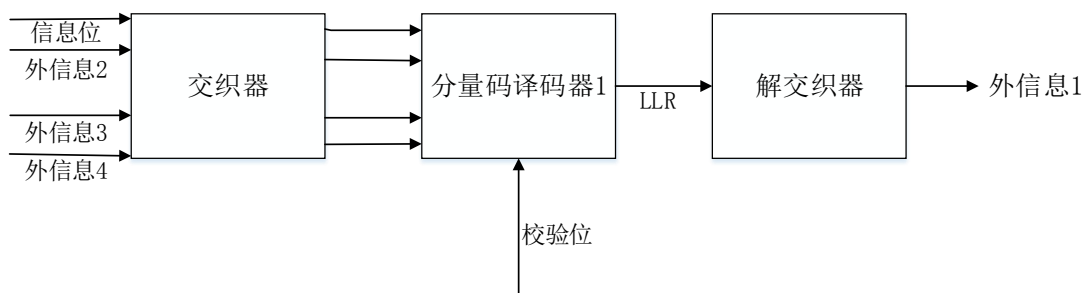 信息位
外信息2
外信息3
外信息4
交织器
分量码译码器1
LLR
解交织器
外信息1
校验位